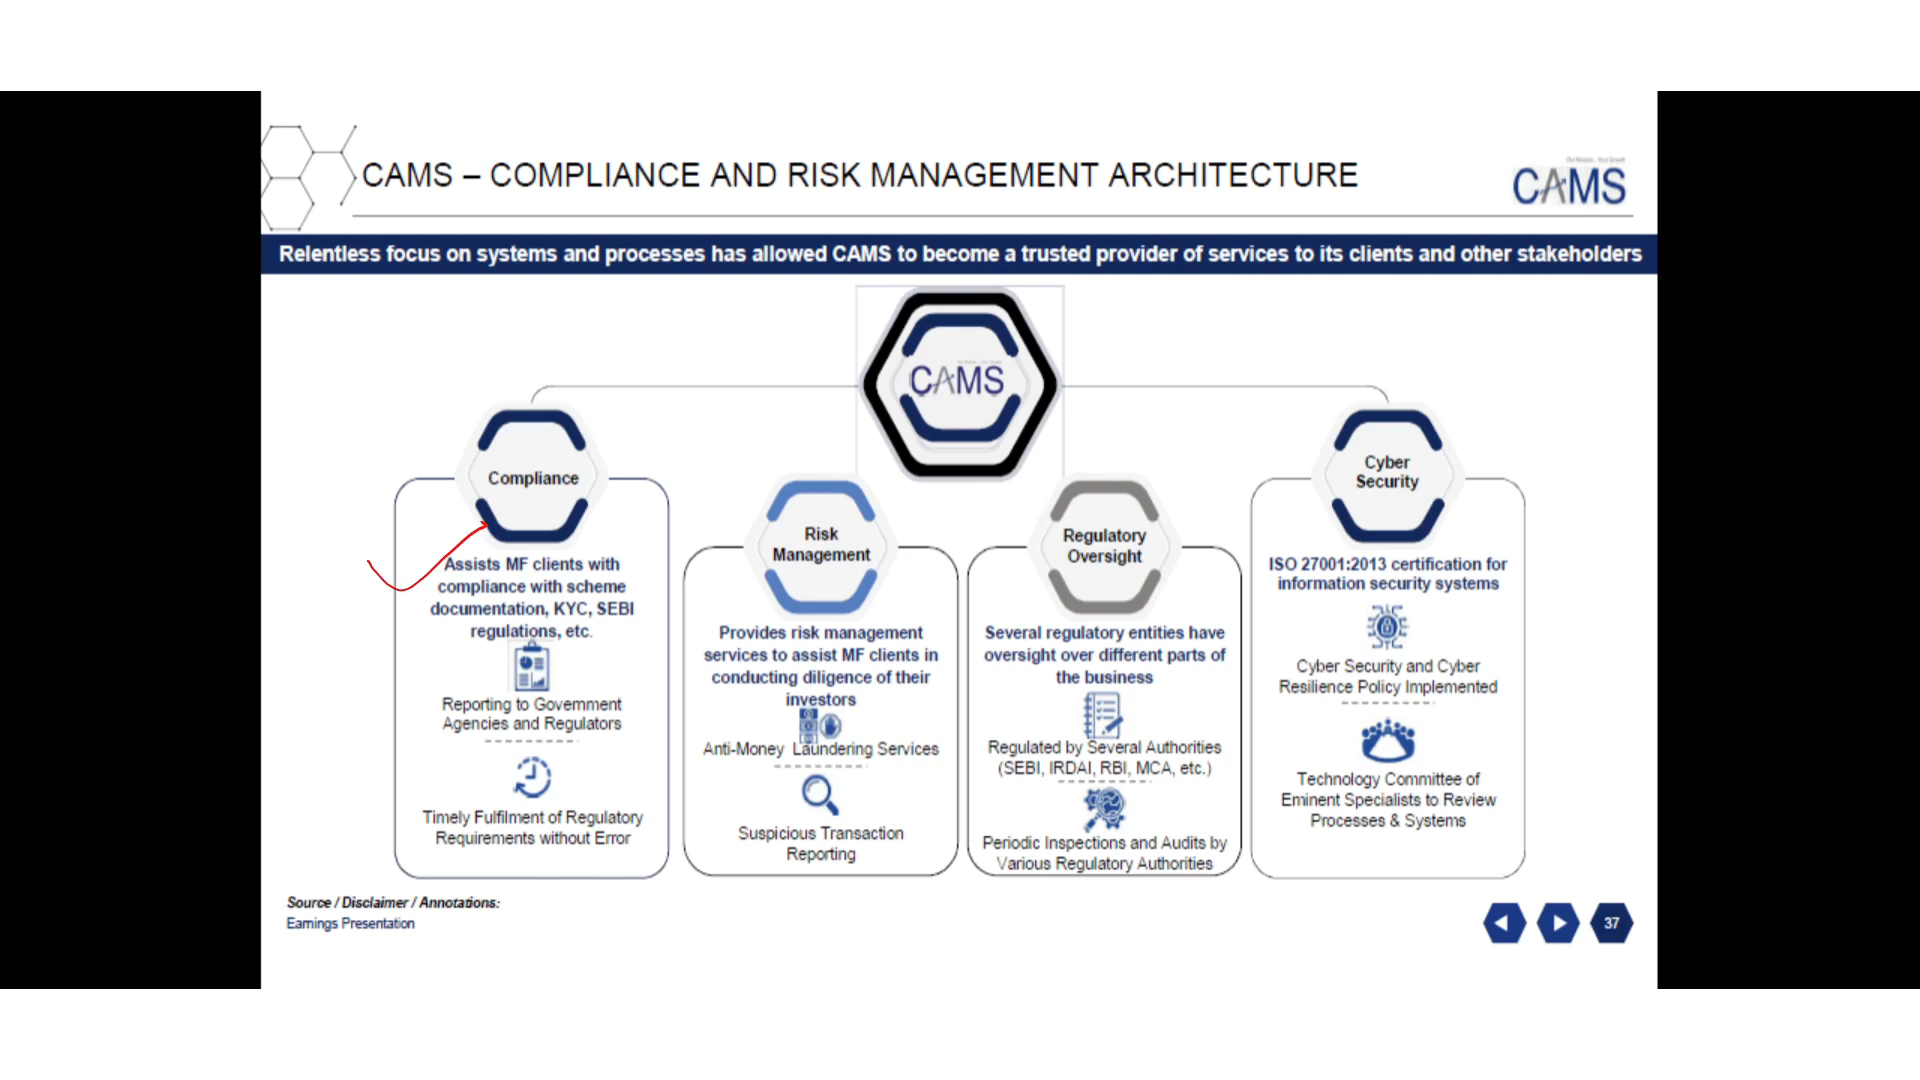 CAMS – COMPLIANCE AND RISK MANAGEMENT ARCHITECTURE
CAMS
Relentless focus on systems and processes has allowed CAMS to become a trusted provider of services to its clients and other stakeholders
CAMS
Compliance
Assists MF clients with
compliance with scheme
documentation, KYC, SEBI
regulations, etc.
Reporting to Government
Agencies and Regulators
Timely Fulfilment of Regulatory
Requirements without Error
Risk
Management
Provides risk management
services to assist MF clients in
conducting diligence of their
investors
Anti-Money Laundering Services
Suspicious Transaction
Reporting
Regulatory
Oversight
Several regulatory entities have
oversight over different parts of
the business
Regulated by Several Authorities
(SEBI, IRDAI, RBI, MCA, etc.)
Periodic Inspections and Audits by
Various Regulatory Authorities
Cyber
Security
ISO 27001:2013 certification for
information security systems
Cyber Security and Cyber
Resilience Policy Implemented
Technology Committee of
Eminent Specialists to Review
Processes & Systems
Source / Disclaimer / Annotations:
Earnings Presentation
37